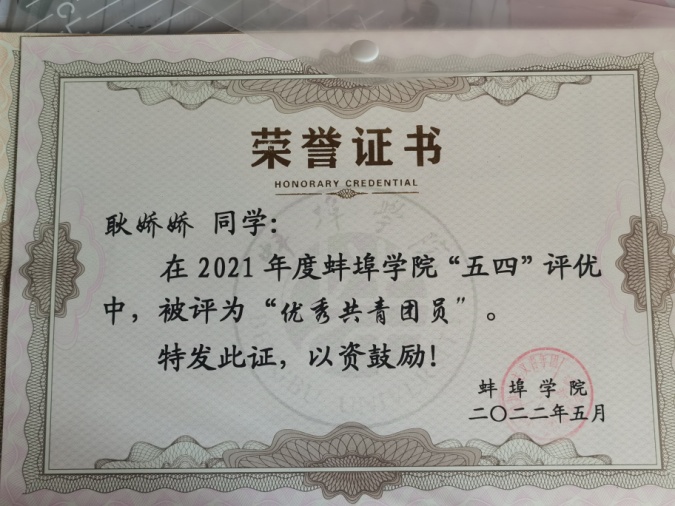 荣誉证书
HONORARY CREDENTIAL
耿娇娇 同学：
在 2021 年度蚌埠学院“五四”评优
中，被评为“优秀共青团员”。
特发此证，以资鼓励！
蚌埠学院
二〇二二年五月